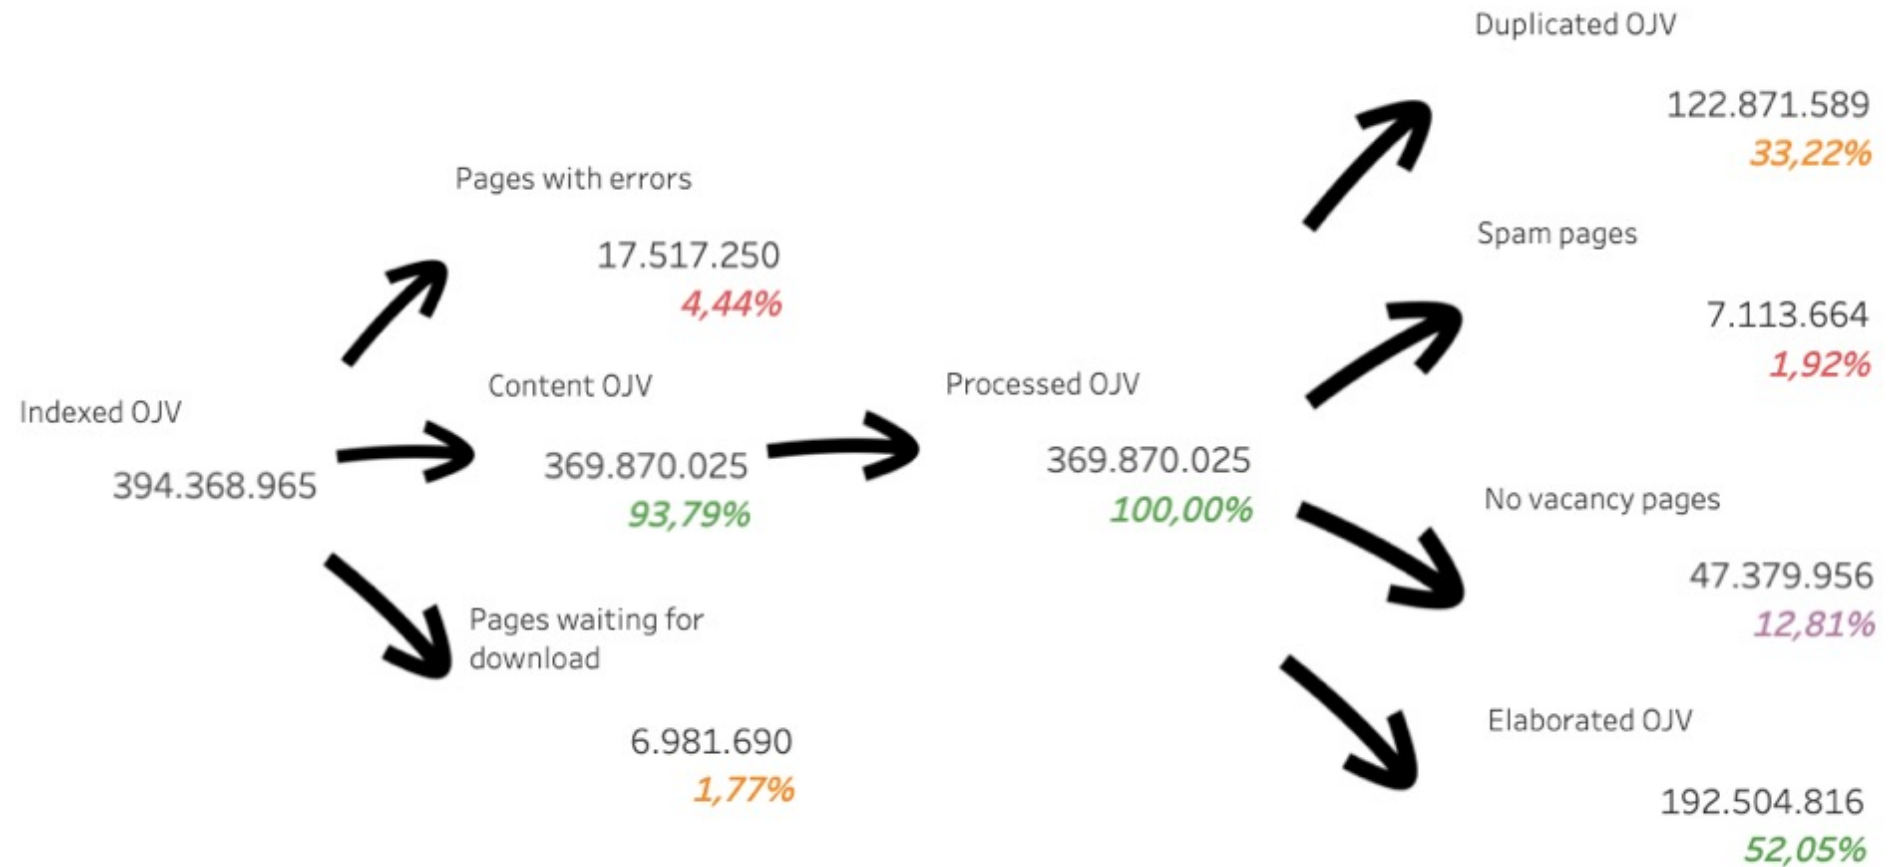 Indexed OJV
394.368.965
Pages with errors
17.517.250
4,44%
Content OJV
369.870.025
93,79%
Pages waiting for
download
6.981.690
1,77%
Processed OJV
369.870.025
100,00%
Duplicated OJV
122.871.589
33,22%
Spam pages
7.113.664
1,92%
No vacancy pages
47.379.956
12,81%
Elaborated OJV
192.504.816
52,05%